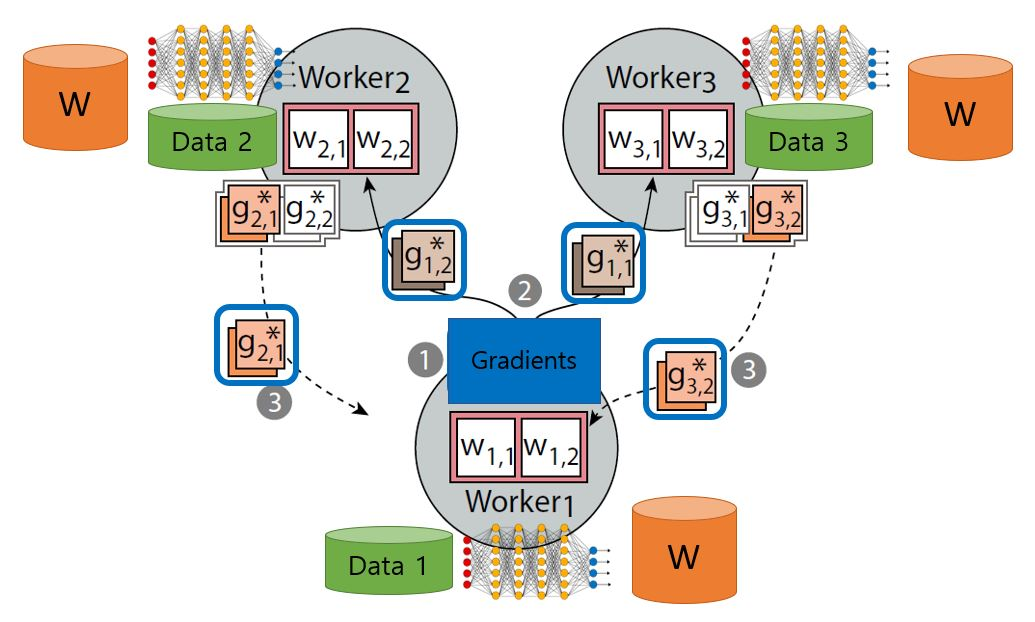 W
Worker2
w2,1 w2,2
Data 2
g*2,1 g*2,2
Worker3
w3,1 w3,2
Data 3
W
g*3,1 g*3,2
g*1,2
2
g*1,1
g*2,1
3
1
Gradients
g*3,2
3
w1,1 w1,2
Worker1
Data 1
W